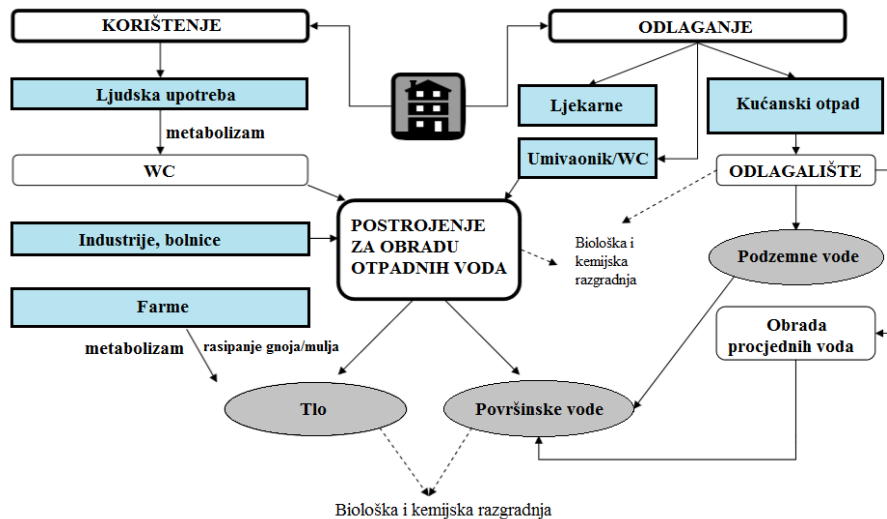 KORIŠTENJE
ODLAGANJE
Ljudska upotreba
Ljekarne
Kućanski otpad
metabolizam
WC
Umivaonik/WC
ODLAGALIŠTE
POSTROJENJE
ZA OBRADU
OTPADNIH VODA
Industrije, bolnice
Biološka i
kemijska
razgradnja
Podzemne vode
Farme
metabolizam
rasipanje gnoja/mulja
Obrada
procjednih voda
Tlo
Površinske vode
Biološka i kemijska razgradnja